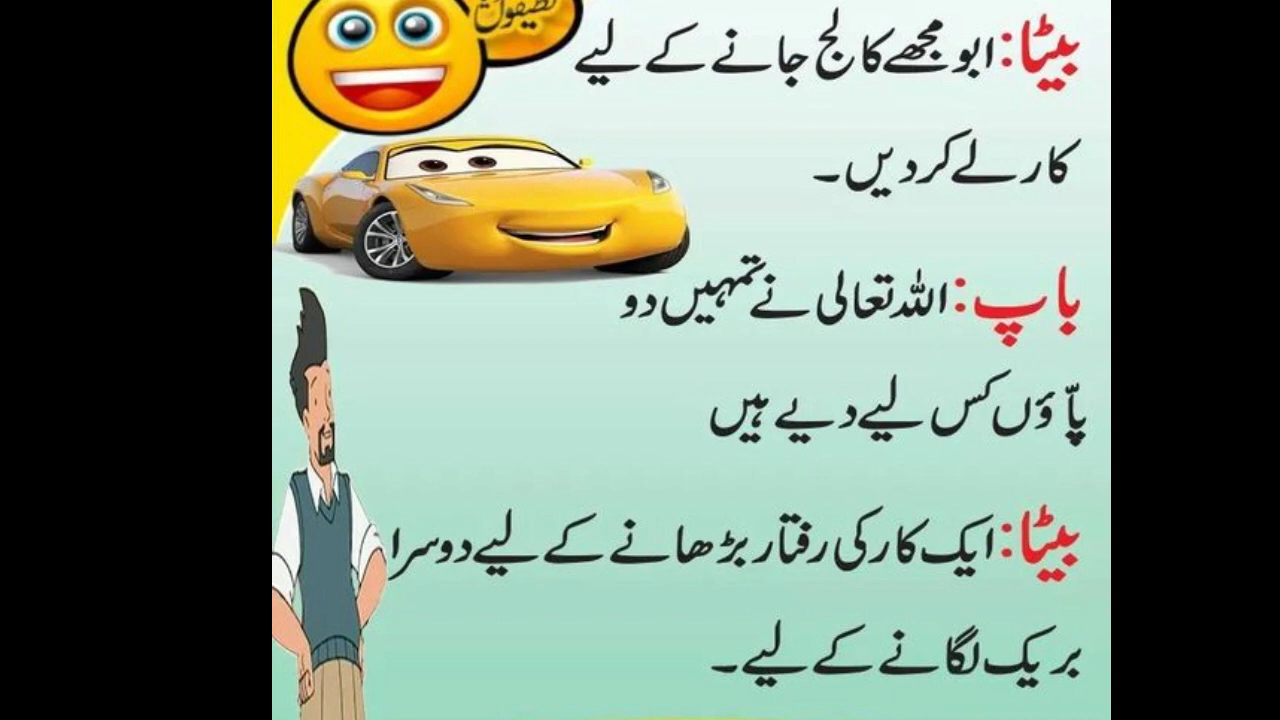 بیٹا: ابو مجھے کالج جانے کے لیے
کار لے کر دیں۔
باپ: اللہ تعالی نے تمہیں دو
پاؤں کس لیے دیے ہیں
بیٹا: ایک کار کی رفتار بڑھانے کے لیے دوسرا
بریک لگانے کے لیے۔